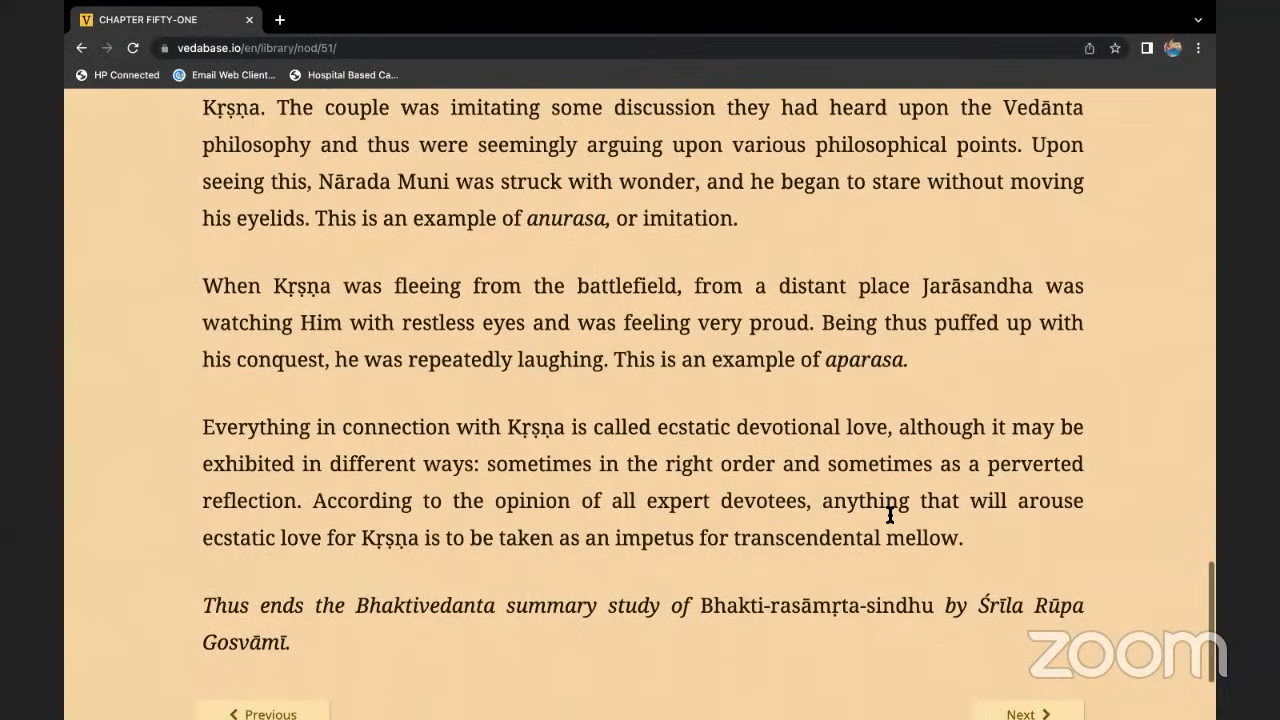 CHAPTER FIFTY-ONE
vedabase.io/en/library/nod/51/
HP Connected
Email Web Client...
Hospital Based Ca...
Kṛṣṇa. The couple was imitating some discussion they had heard upon the Vedānta
philosophy and thus were seemingly arguing upon various philosophical points. Upon
seeing this, Nārada Muni was struck with wonder, and he began to stare without moving
his eyelids. This is an example of anurasa, or imitation.
When Kṛṣṇa was fleeing from the battlefield, from a distant place Jarāsandha was
watching Him with restless eyes and was feeling very proud. Being thus puffed up with
his conquest, he was repeatedly laughing. This is an example of aparasa.
Everything in connection with Kṛṣṇa is called ecstatic devotional love, although it may be
exhibited in different ways: sometimes in the right order and sometimes as a perverted
reflection. According to the opinion of all expert devotees, anything that will arouse
ecstatic love for Kṛṣṇa is to be taken as an impetus for transcendental mellow.
Thus ends the Bhaktivedanta summary study of Bhakti-rasāmṛta-sindhu by Śrīla Rūpa
Gosvāmī.
zoom
Previous
Next